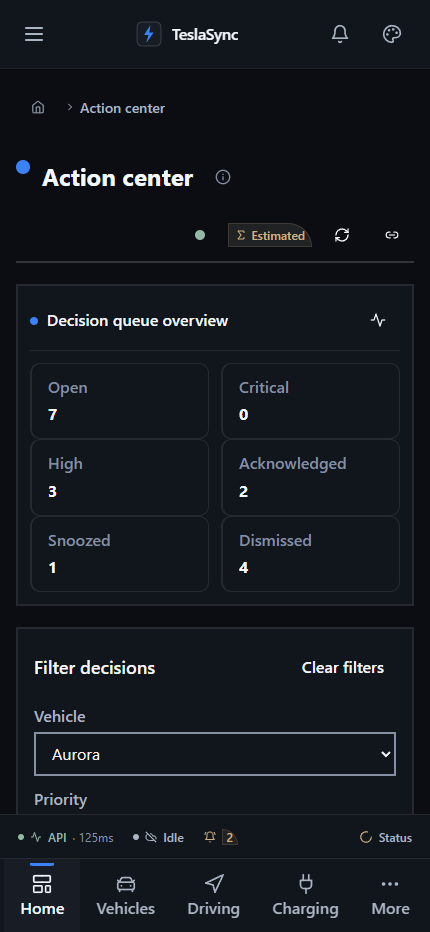 TeslaSync
Action center
Action center
Σ Estimated
Decision queue overview
Open
7
Critical
0
High
3
Acknowledged
2
Snoozed
1
Dismissed
4
Filter decisions
Clear filters
Vehicle
Aurora
Priority
API · 125ms
Idle
2
Status
Home
Vehicles
Driving
Charging
More